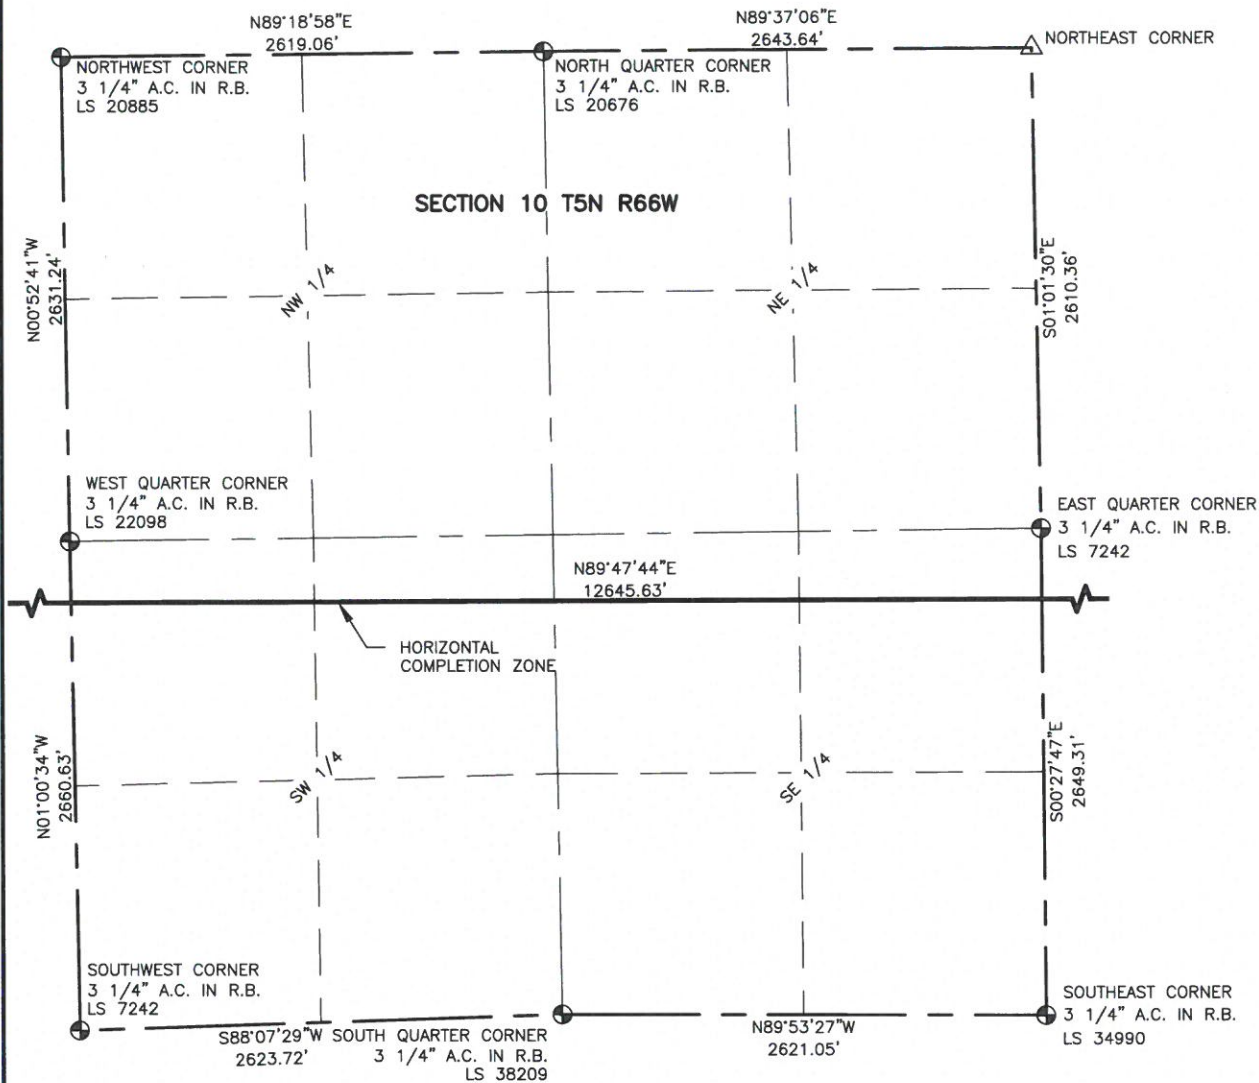 N89°18'58"E
2619.06'
N89°37'06"E
2643.64'
NORTHEAST CORNER
NORTHWEST CORNER
3 1/4" A.C. IN R.B.
LS 20885
NORTH QUARTER CORNER
3 1/4" A.C. IN R.B.
LS 20676
SECTION 10 T5N R66W
N00°52'41"W
2631.24'
NW 1/4
NE 1/4
S01°01'30"E
2610.36'
WEST QUARTER CORNER
3 1/4" A.C. IN R.B.
LS 22098
EAST QUARTER CORNER
3 1/4" A.C. IN R.B.
LS 7242
N89°47'44"E
12645.63'
HORIZONTAL
COMPLETION ZONE
N01°00'34"W
2660.63'
SW 1/4
SE 1/4
S00°27'47"E
2649.31'
SOUTHWEST CORNER
3 1/4" A.C. IN R.B.
LS 7242
S88°07'29"W
2623.72'
SOUTH QUARTER CORNER
3 1/4" A.C. IN R.B.
LS 38209
N89°53'27"W
2621.05'
SOUTHEAST CORNER
3 1/4" A.C. IN R.B.
LS 34990